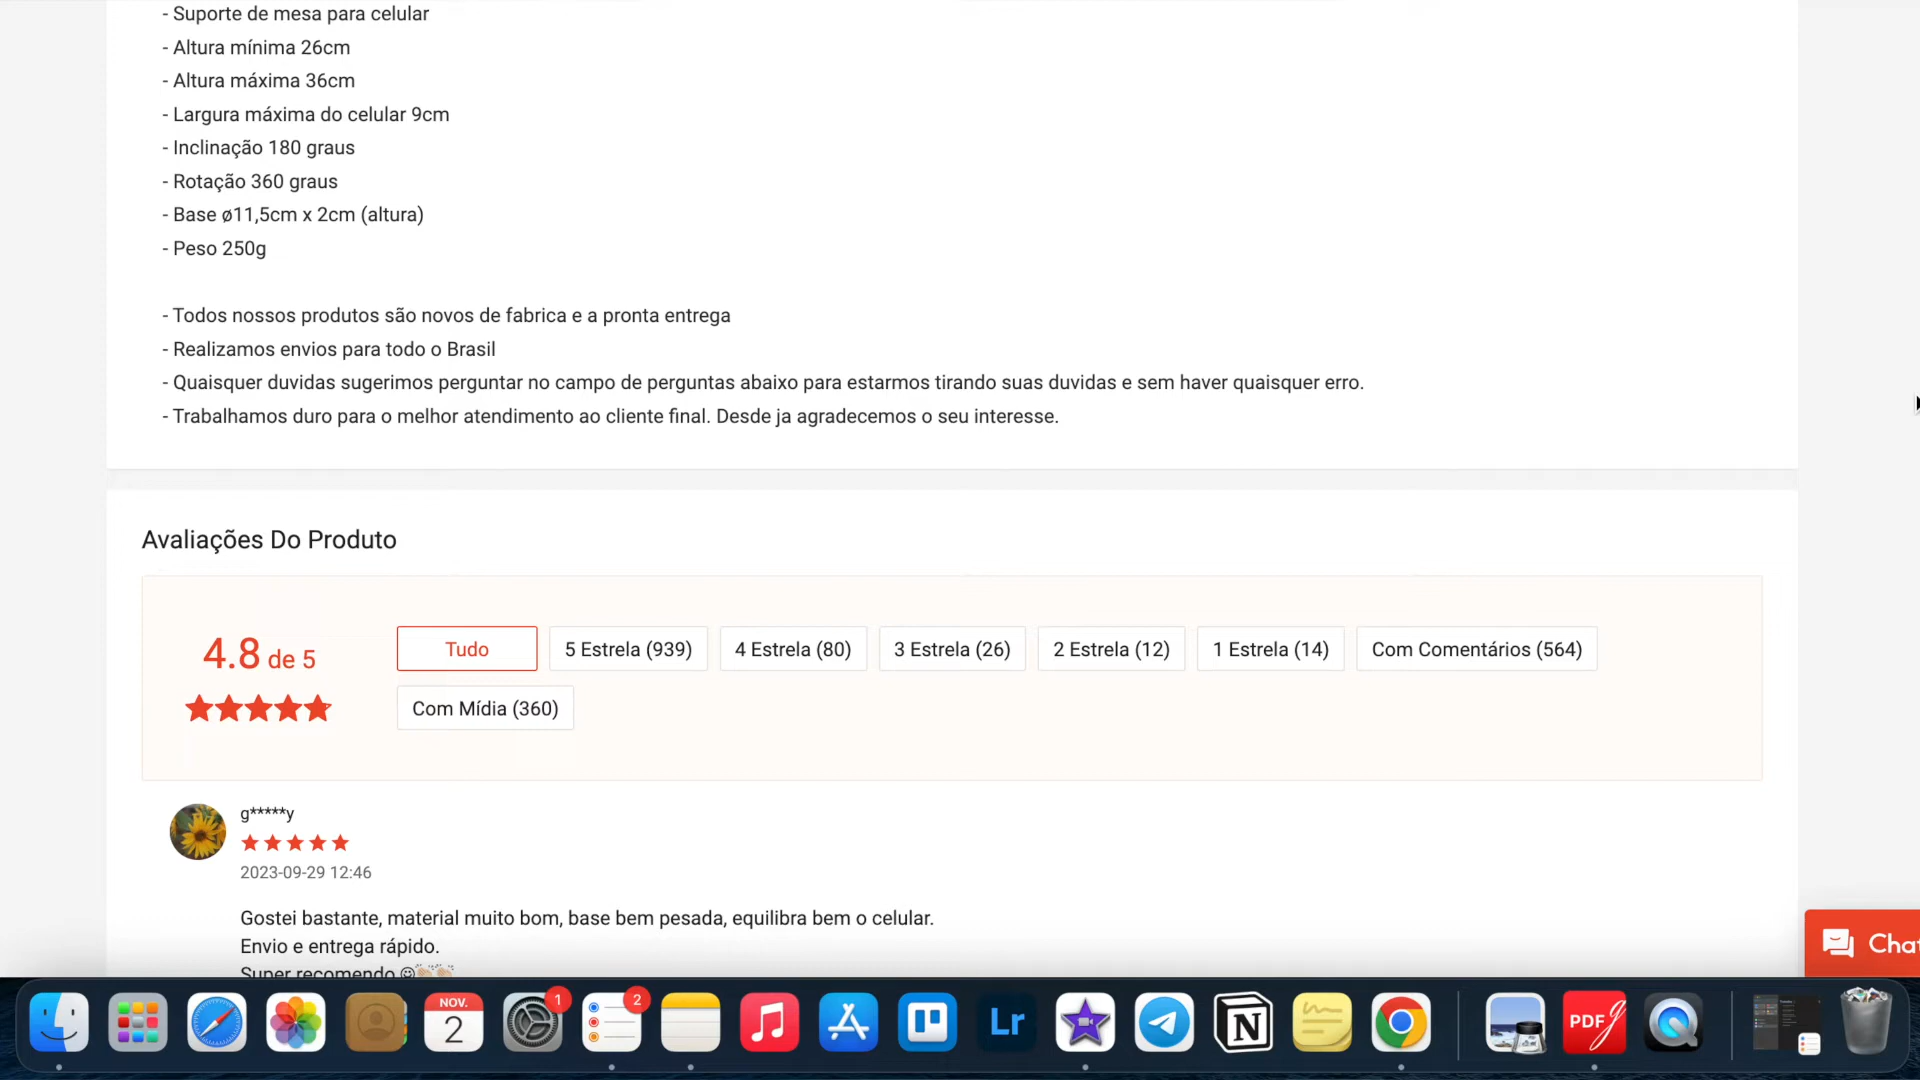 - Suporte de mesa para celular
- Altura mínima 26cm
- Altura máxima 36cm
- Largura máxima do celular 9cm
- Inclinação 180 graus
- Rotação 360 graus
- Base ø11,5cm x 2cm (altura)
- Peso 250g
- Todos nossos produtos são novos de fabrica e a pronta entrega
- Realizamos envios para todo o Brasil
- Quaisquer duvidas sugerimos perguntar no campo de perguntas abaixo para estarmos tirando suas duvidas e sem haver quaisquer erro.
- Trabalhamos duro para o melhor atendimento ao cliente final. Desde ja agradecemos o seu interesse.
Avaliações Do Produto
4.8 de 5
Tudo
5 Estrela (939)
4 Estrela (80)
3 Estrela (26)
2 Estrela (12)
1 Estrela (14)
Com Comentários (564)
Com Mídia (360)
g*****y
2023-09-29 12:46
Gostei bastante, material muito bom, base bem pesada, equilibra bem o celular.
Envio e entrega rápido.
Super recomendo ☺👏🏻👏🏻
Chat
NOV.
2
1
2
Lr
N
PDF